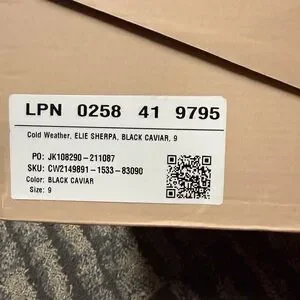 LPN 0258 41 9795
Cold Weather, ELIE SHERPA, BLACK CAVIAR, 9
PO: JK108290-211087
SKU: CW2149891-1533-83090
Color: BLACK CAVIAR
Size: 9